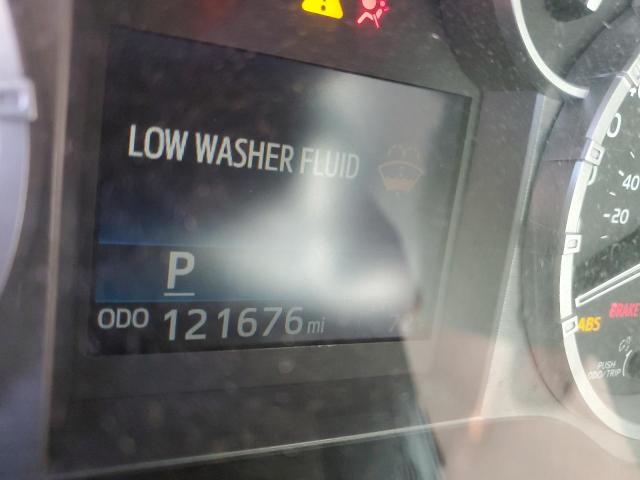 LOW WASHER FLUID
P
ODO 121676 mi
40
20
ABS
BRAKE
PUSH
ODO/TRIP